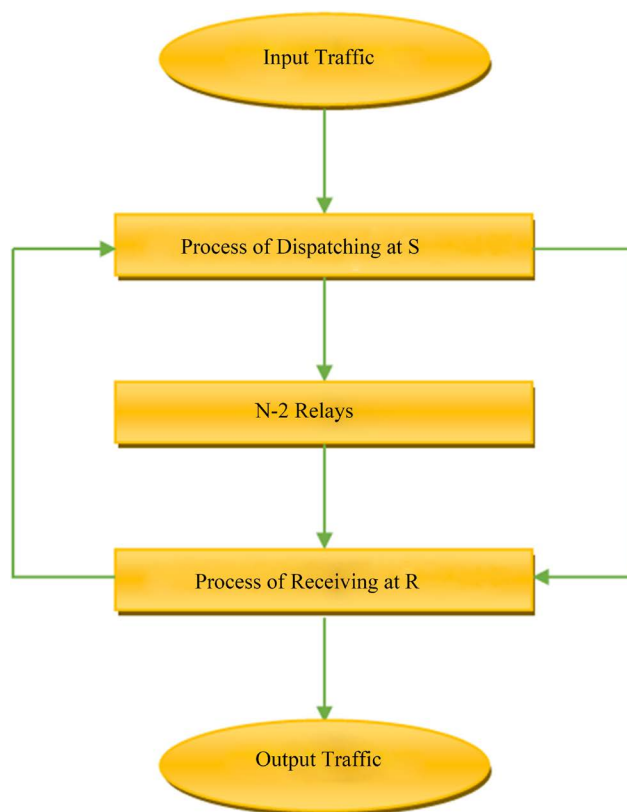 Input Traffic
Process of Dispatching at S
N-2 Relays
Process of Receiving at R
Output Traffic